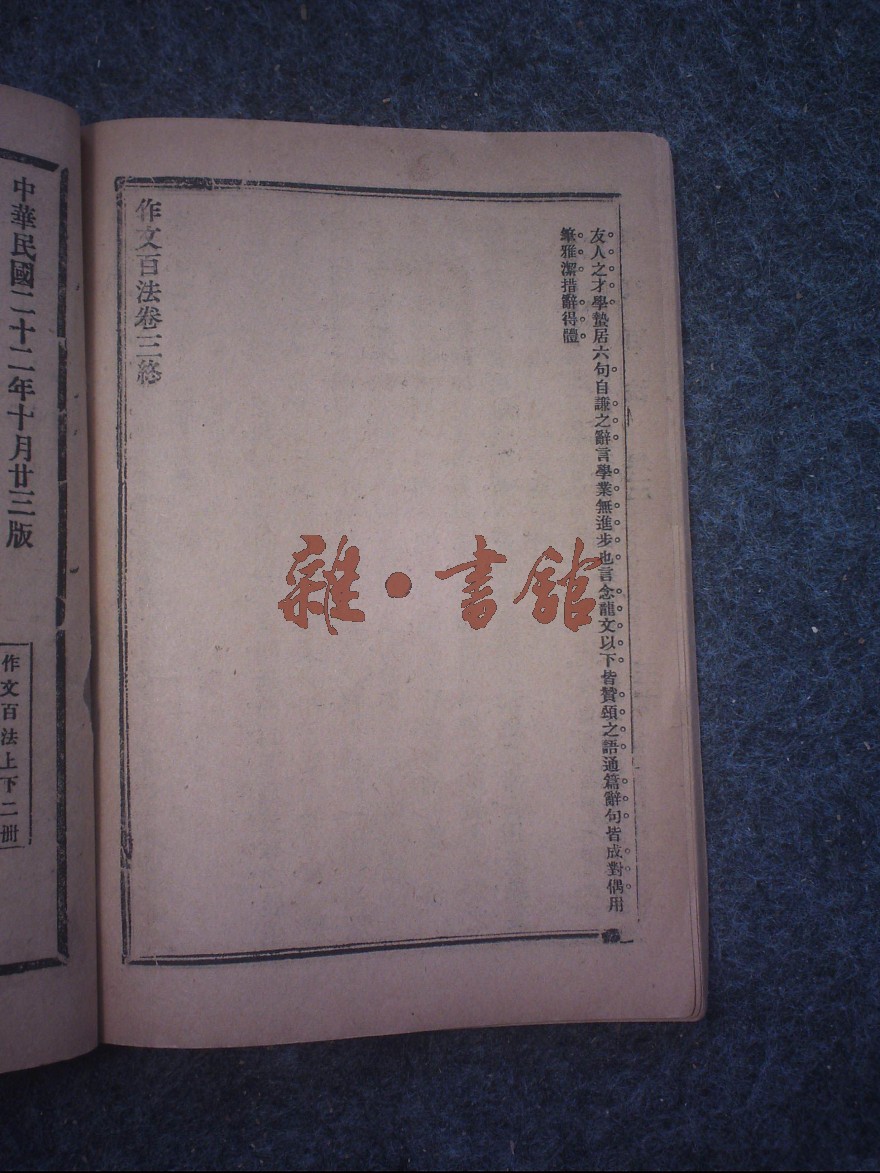 友人之才學蟄居六句自謙之辭言學業無進步也言念龍文以下皆贊頌之語通篇辭句皆成對偶用
筆雅潔措辭得體
作文百法卷三終
雜·書館
中華民國二十二年十月廿三版
作文百法上下二册